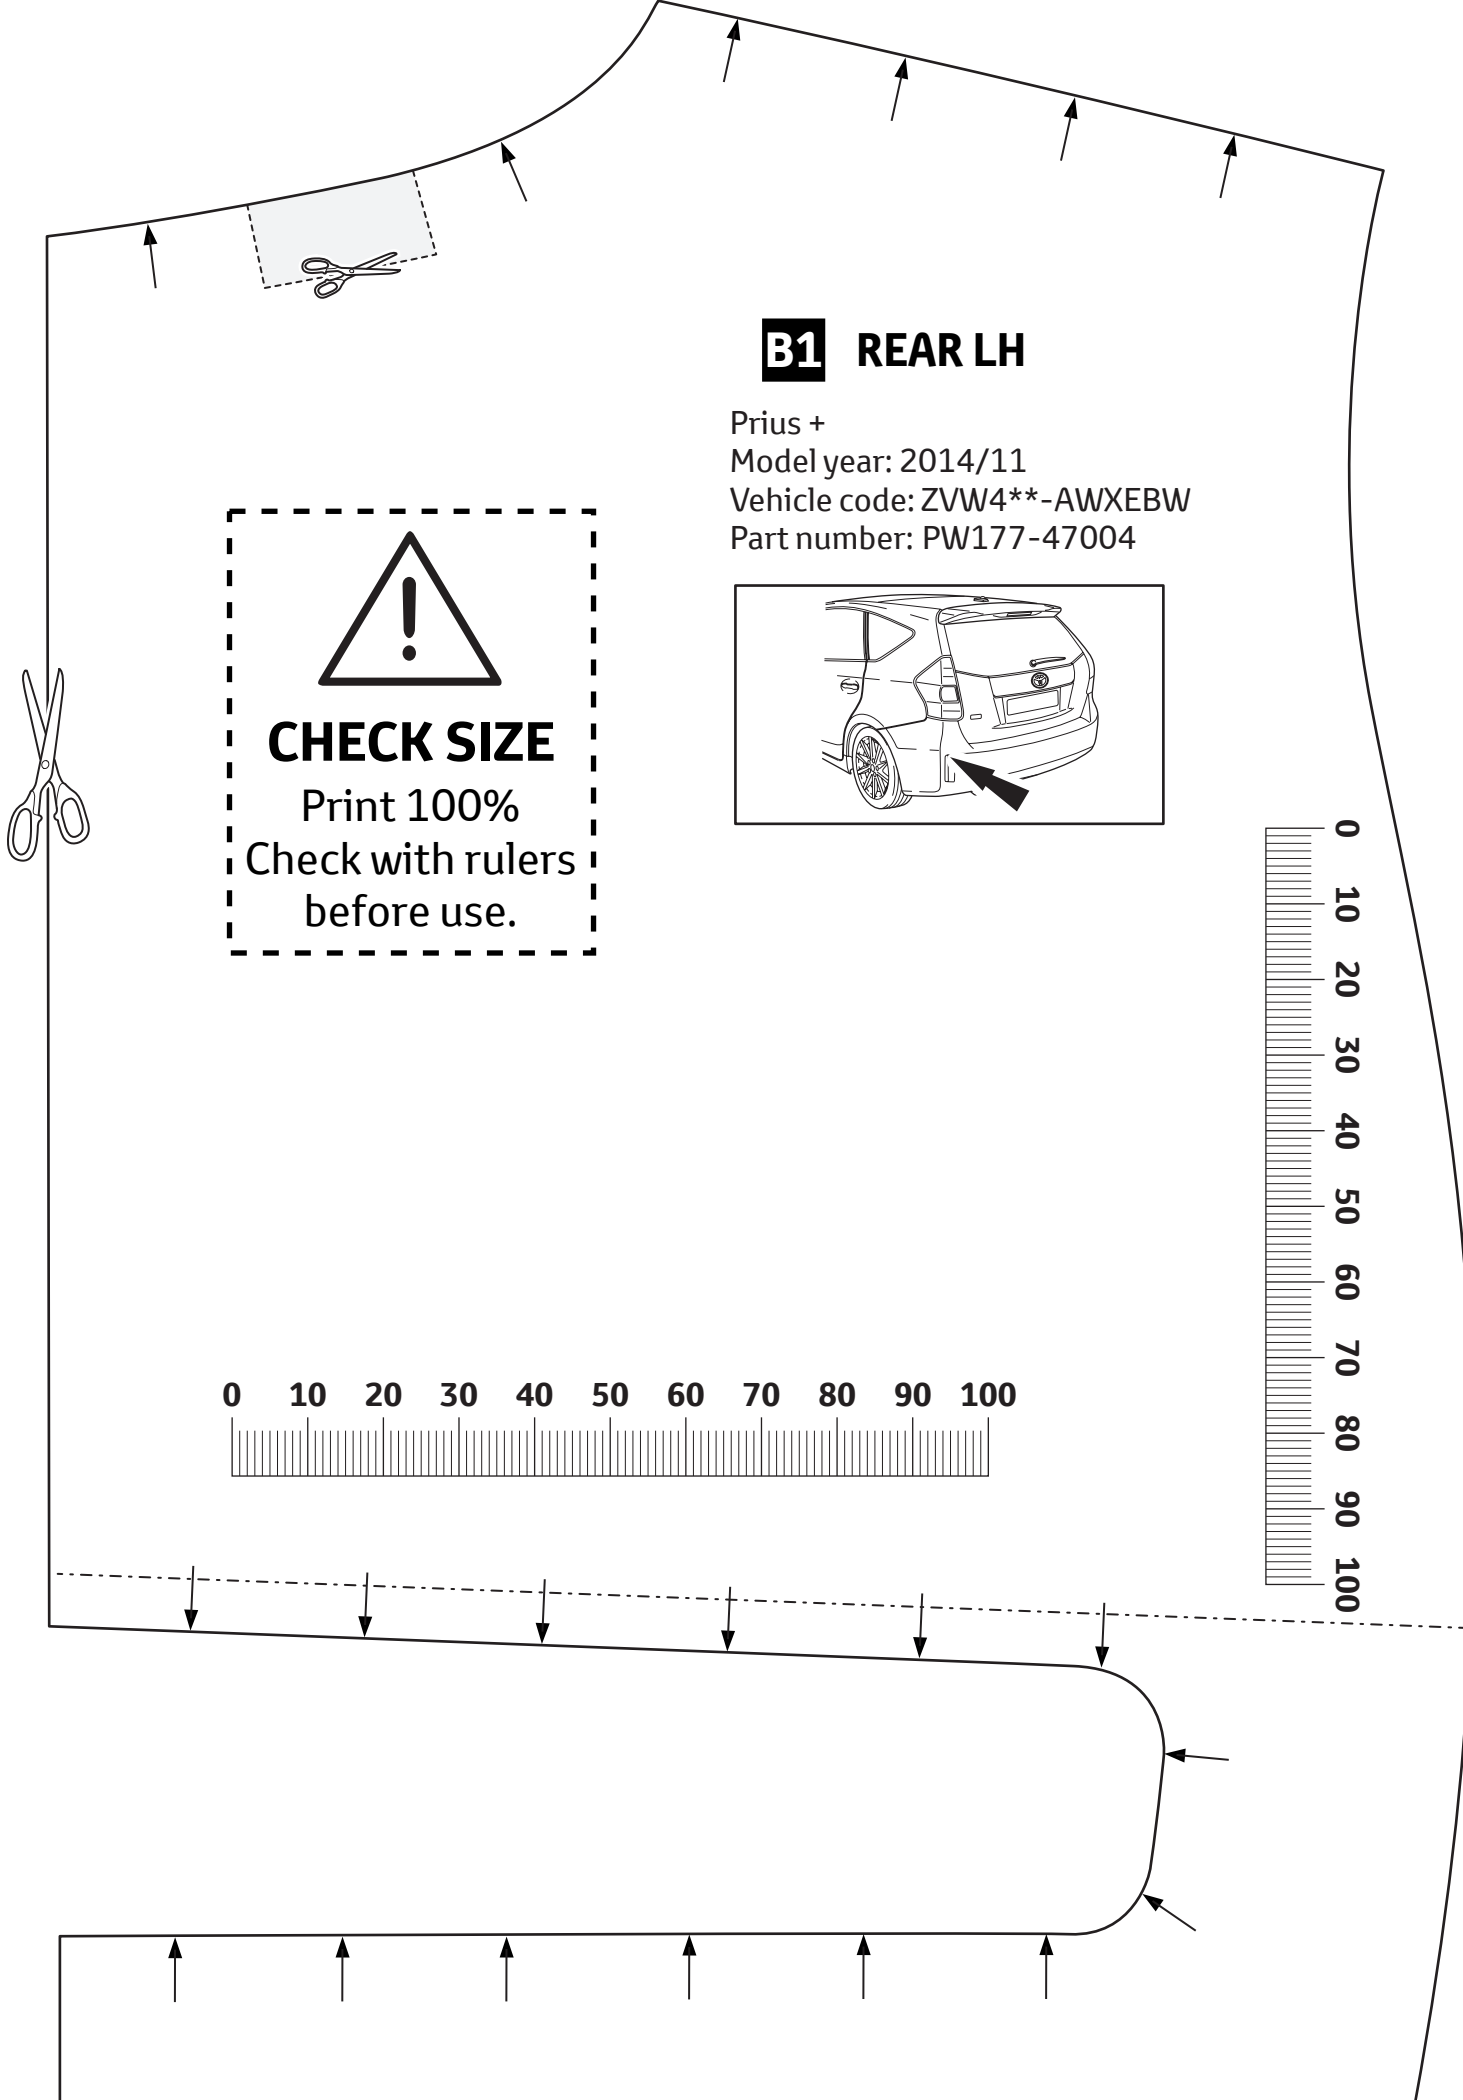 B1 REAR LH
Prius +
Model year: 2014/11
Vehicle code: ZVW4**-AWXEBW
Part number: PW177-47004
CHECK SIZE
Print 100%
Check with rulers
before use.
0 10 20 30 40 50 60 70 80 90 100
0 10 20 30 40 50 60 70 80 90 100